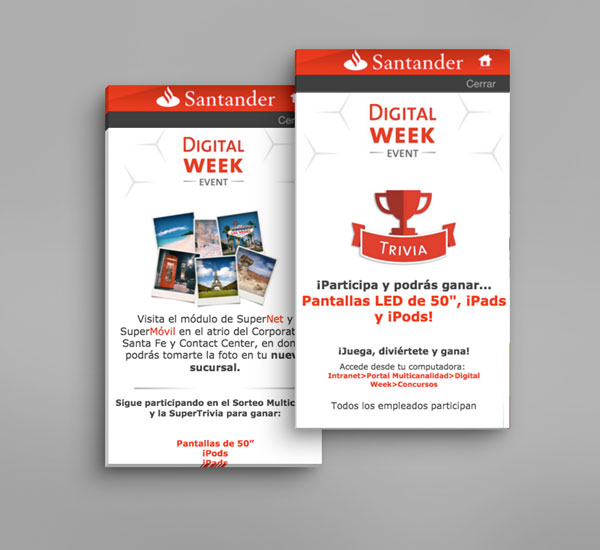 Santander
Cer
DIGITAL
WEEK
EVENT
Visita el módulo de SuperNet y
SuperMóvil en el atrio del Corporat
Santa Fe y Contact Center, en don
podrás tomarte la foto en tu nuev
sucursal.
Sigue participando en el Sorteo Multic
y la SuperTrivia para ganar:
Pantallas de 50"
iPods
iPads
Santander
Cerrar
DIGITAL
WEEK
EVENT
TRIVIA
¡Participa y podrás ganar...
Pantallas LED de 50", iPads
y iPods!
¡Juega, diviértete y gana!
Accede desde tu computadora:
Intranet>Portal Multicanalidad>Digital
Week>Concursos
Todos los empleados participan